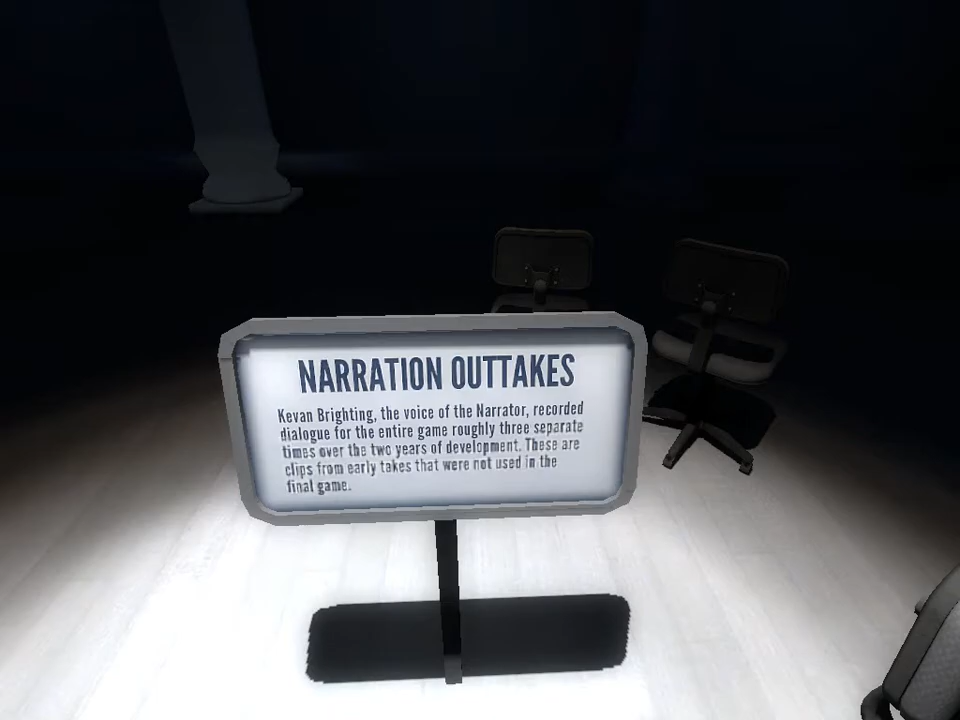 NARRATION OUTTAKES
Kevan Brighting, the voice of the Narrator, recorded
dialogue for the entire game roughly three separate
times over the two years of development. These are
clips from early takes that were not used in the
final game.